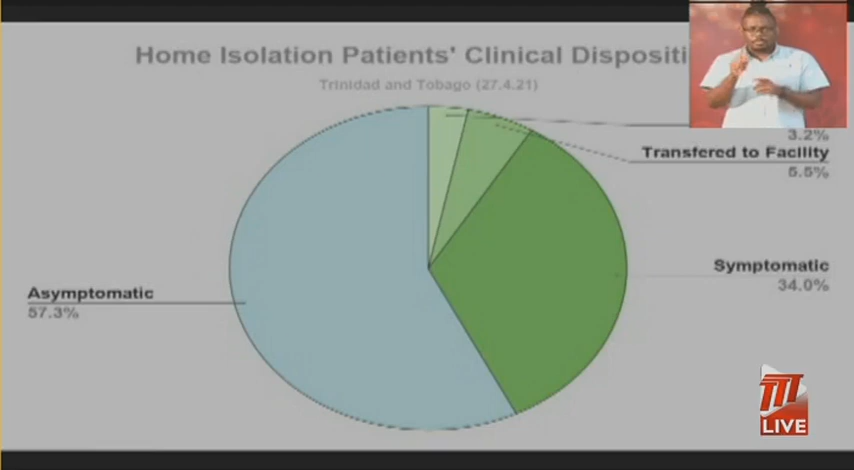 Home Isolation Patients' Clinical Dispositi
Trinidad and Tobago (27.4.21)
3.2%
Transfered to Facility
5.5%
Symptomatic
34.0%
Asymptomatic
57.3%
TTT
LIVE